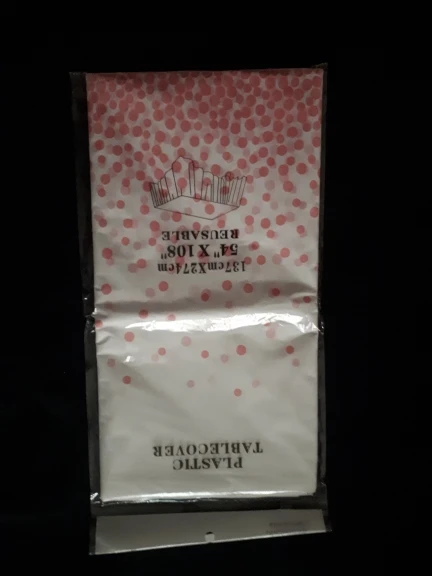 PLASTIC
TABLECOVER
137cmX274cm
54" X 108"
REUSABLE